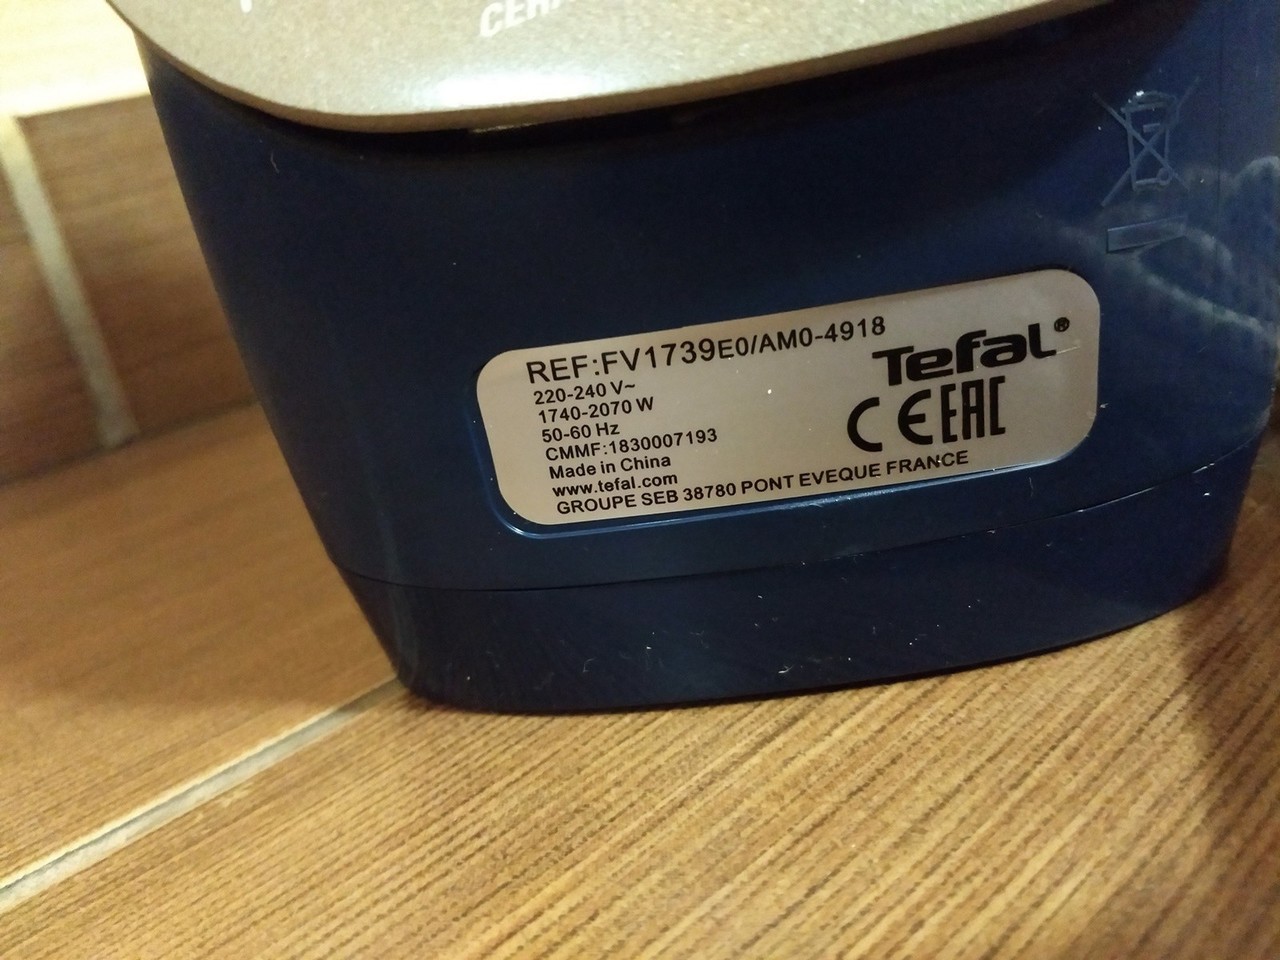 REF:FV1739E0/AM0-4918
220-240 V~
1740-2070 W
50-60 Hz
CMMF:1830007193
Made in China
www.tefal.com
GROUPE SEB 38780 PONT EVEQUE FRANCE
Tefal®
CE EAC